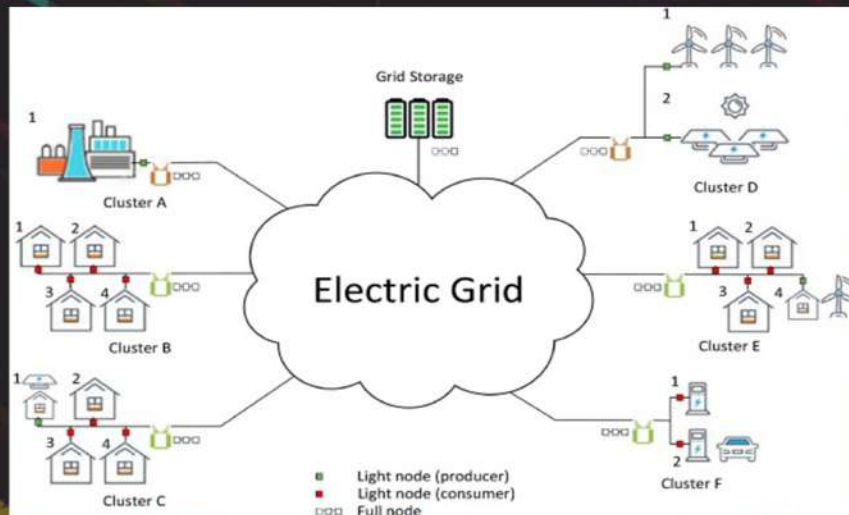 1
Grid Storage
1
2
Cluster A
Cluster D
1 2
3 4
Cluster B
Electric Grid
1 2
3 4
Cluster E
1 2
3 4
Cluster C
1
2
Cluster F
Light node (producer)
Light node (consumer)
Full node